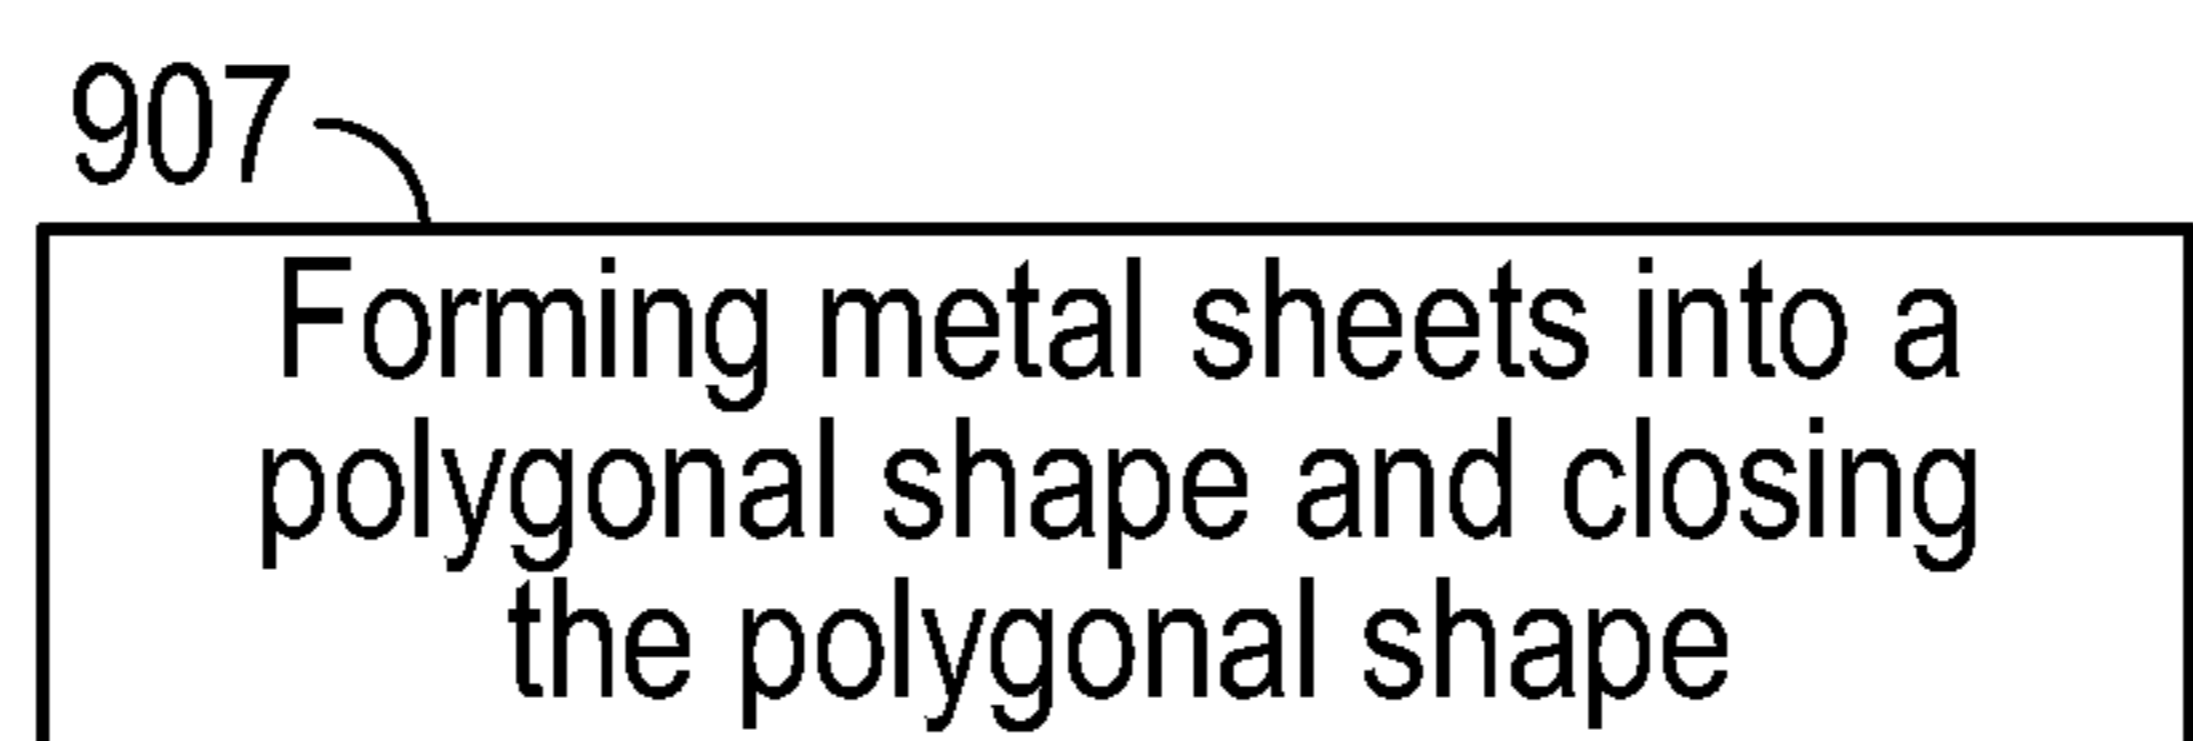 907
Forming metal sheets into a
polygonal shape and closing
the polygonal shape